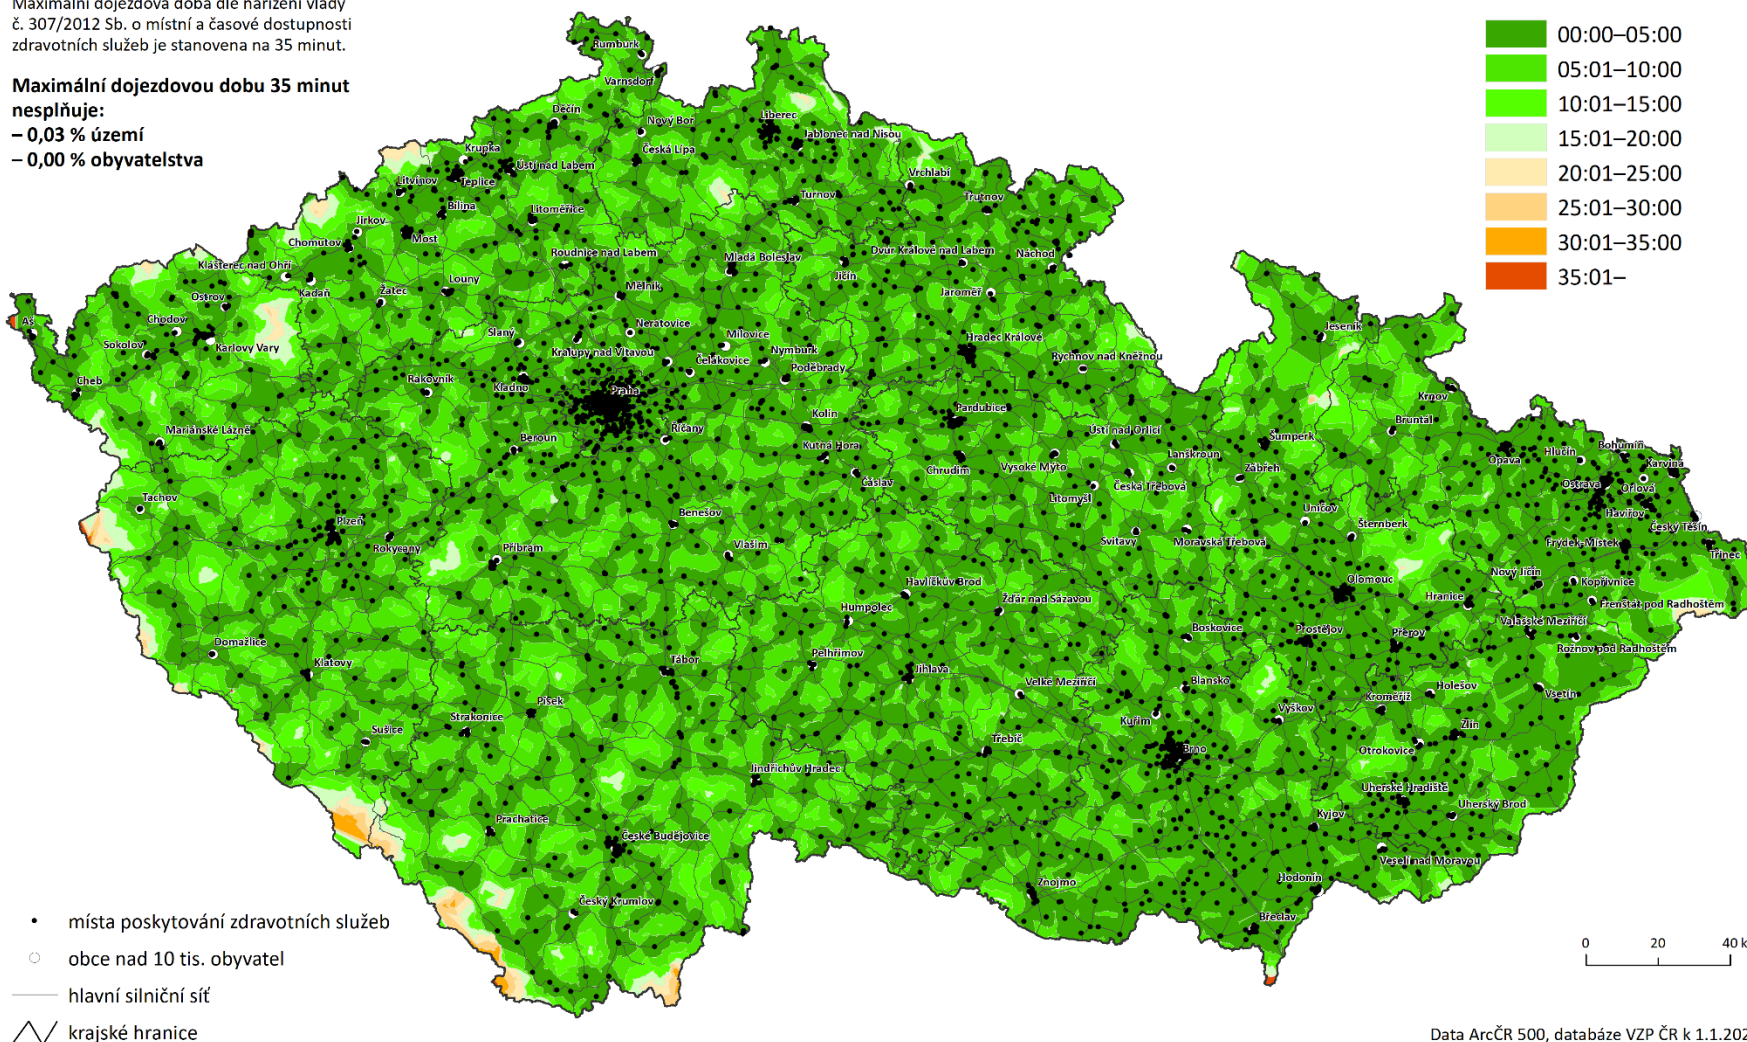 Maximální dojezdová doba dle nařízení vlády
č. 307/2012 Sb. o místní a časové dostupnosti
zdravotních služeb je stanovena na 35 minut.
Maximální dojezdovou dobu 35 minut
nesplňuje:
– 0,03 % území
– 0,00 % obyvatelstva
00:00–05:00
05:01–10:00
10:01–15:00
15:01–20:00
20:01–25:00
25:01–30:00
30:01–35:00
35:01–
Rumburk
Varnsdorf
Děčín
Nový Bor
Liberec
Jablonec nad Nisou
Krupka
Česká Lípa
Ústí nad Labem
Litvínov
Teplice
Vrchlabí
Turnov
Trutnov
Bílina
Litoměřice
Jirkov
Chomutov
Most
Roudnice nad Labem
Mladá Boleslav
Dvůr Králové nad Labem
Náchod
Klášterec nad Ohří
Jičín
Ostrov
Kadaň
Žatec
Louny
Mělník
Jaroměř
Aš
Chodov
Neratovice
Sokolov
Karlovy Vary
Slaný
Milovice
Hradec Králové
Jeseník
Kralupy nad Vltavou
Čelákovice
Nymburk
Rychnov nad Kněžnou
Poděbrady
Cheb
Rakovník
Kladno
Praha
Krnov
Kolín
Pardubice
Bruntál
Mariánské Lázně
Beroun
Říčany
Ústí nad Orlicí
Šumperk
Kutná Hora
Hlučín
Bohumín
Opava
Karviná
Chrudim
Vysoké Mýto
Lanškroun
Zábřeh
Čáslav
Česká Třebová
Ostrava
Orlová
Tachov
Litomyšl
Plzeň
Benešov
Uničov
Šternberk
Havířov
Český Těšín
Rokycany
Příbram
Vlašim
Svitavy
Moravská Třebová
Frýdek-Místek
Třinec
Havlíčkův Brod
Olomouc
Nový Jičín
Kopřivnice
Humpolec
Žďár nad Sázavou
Hranice
Frenštát pod Radhoštěm
Valašské Meziříčí
Domažlice
Boskovice
Prostějov
Přerov
Rožnov pod Radhoštěm
Klatovy
Tábor
Pelhřimov
Jihlava
Velké Meziříčí
Blansko
Holešov
Vsetín
Písek
Kroměříž
Strakonice
Kuřim
Vyškov
Zlín
Sušice
Třebíč
Brno
Otrokovice
Jindřichův Hradec
Uherské Hradiště
Uherský Brod
Prachatice
České Budějovice
Kyjov
Veselí nad Moravou
Znojmo
Hodonín
Český Krumlov
Břeclav
místa poskytování zdravotních služeb
obce nad 10 tis. obyvatel
hlavní silniční síť
krajské hranice
0 20 40 k
Data ArcČR 500, databáze VZP ČR k 1.1.202